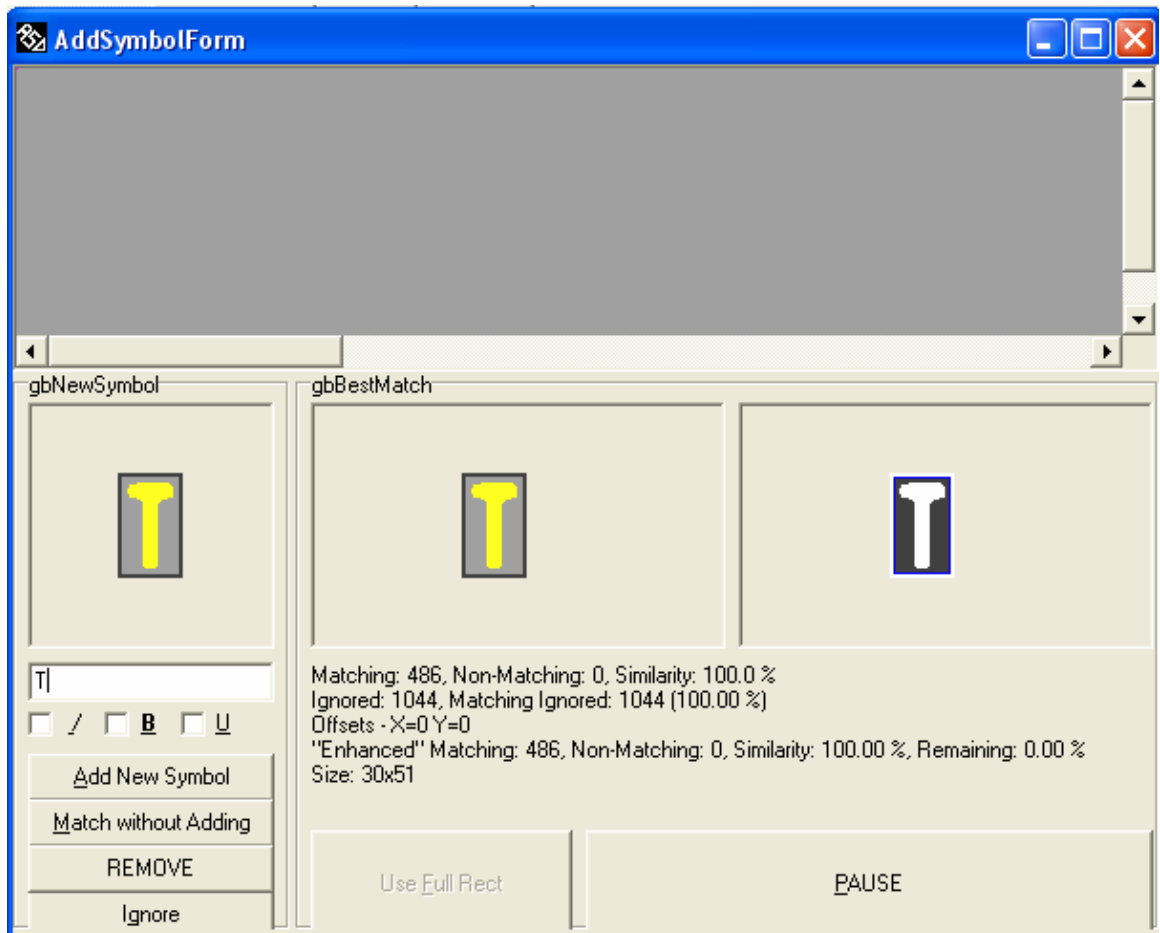 AddSymbolForm
gbNewSymbol
gbBestMatch
T
T
T
T
/ B U
Add New Symbol
Match without Adding
REMOVE
Ignore
Matching: 486, Non-Matching: 0, Similarity: 100.0 %
Ignored: 1044, Matching Ignored: 1044 (100.00 %)
Offsets - X=0 Y=0
"Enhanced" Matching: 486, Non-Matching: 0, Similarity: 100.00 %, Remaining: 0.00 %
Size: 30x51
Use Full Rect
PAUSE